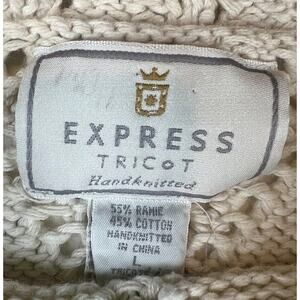 EXPRESS
TRICOT
Handknitted
55% RAMIE
45% COTTON
HANDKNITTED
IN CHINA
L